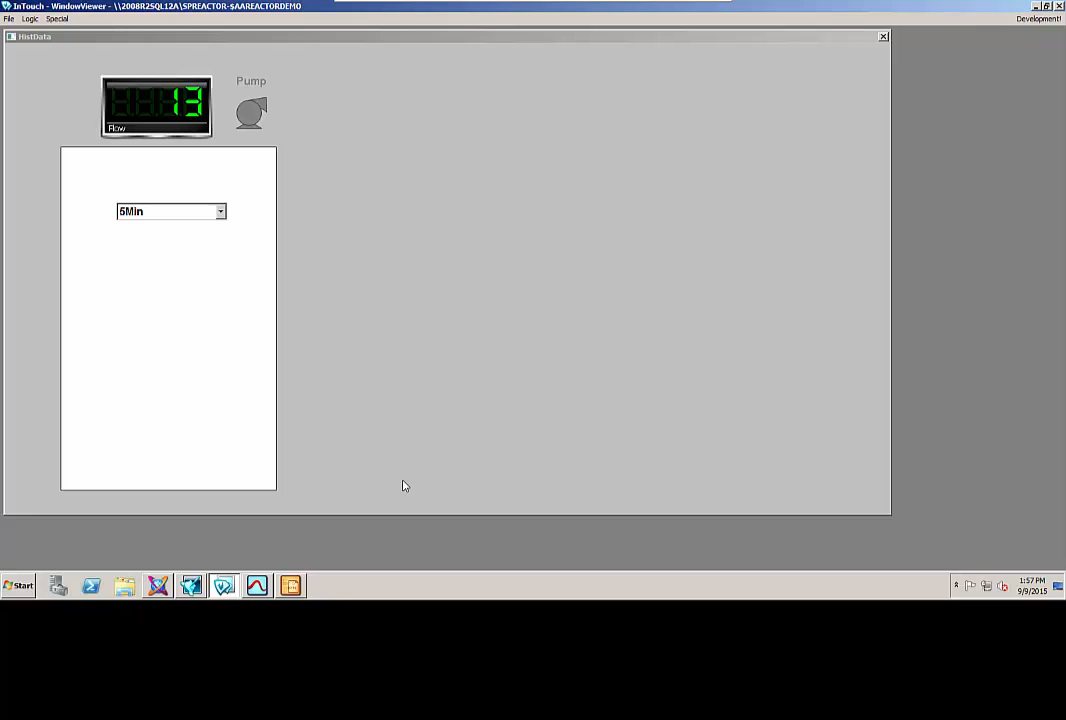 InTouch - WindowViewer - \\2008R2SQL12A\SPREACTOR-$AAREACTORDEMO
File Logic Special
Development!
HistData
Pump
13
Flow
5Min
Start
1:57 PM
9/9/2015